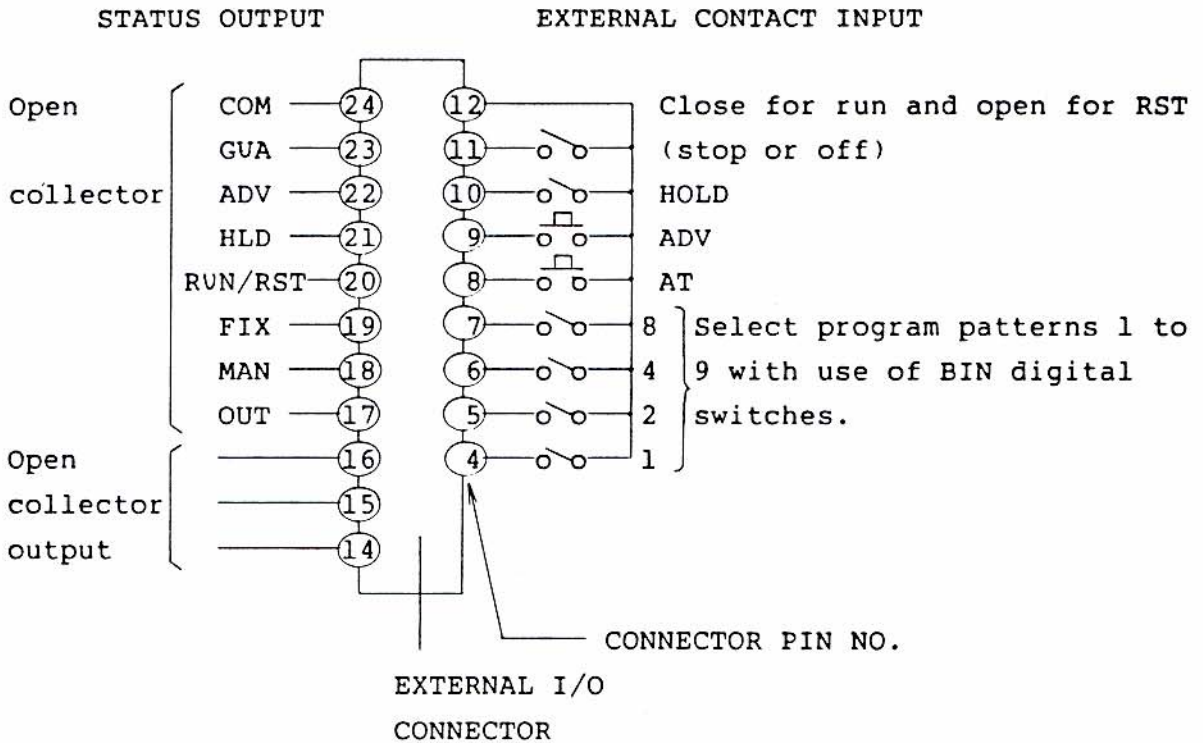 STATUS OUTPUT EXTERNAL CONTACT INPUT
Open COM 24 12 Close for run and open for RST
GUA 23 11 (stop or off)
collector ADV 22 10 HOLD
HLD 21 9 ADV
RUN/RST 20 8 AT
FIX 19 7 8 Select program patterns 1 to
MAN 18 6 4 9 with use of BIN digital
OUT 17 5 2 switches.
Open 16 4 1
collector 15
output 14
CONNECTOR PIN NO.
EXTERNAL I/O
CONNECTOR